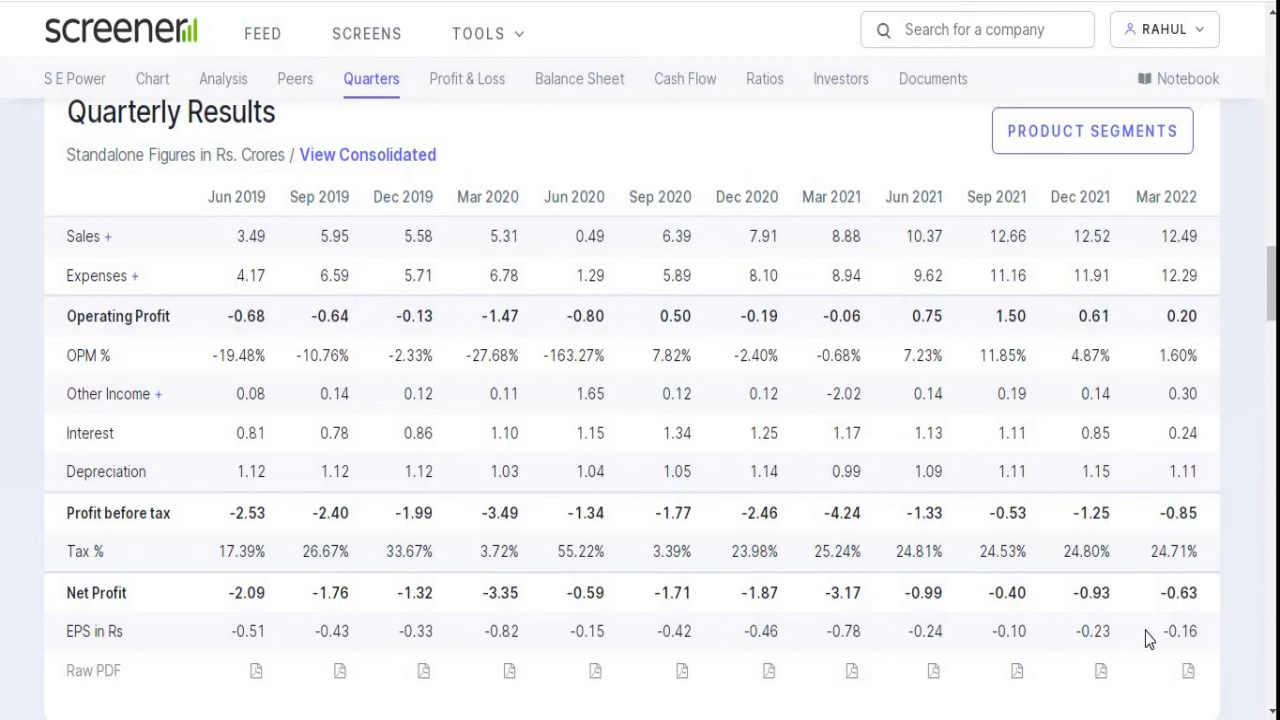 screener FEED SCREENS TOOLS Search for a company RAHUL
S E Power Chart Analysis Peers Quarters Profit & Loss Balance Sheet Cash Flow Ratios Investors Documents Notebook
Quarterly Results
PRODUCT SEGMENTS
Standalone Figures in Rs. Crores / View Consolidated
Jun 2019 Sep 2019 Dec 2019 Mar 2020 Jun 2020 Sep 2020 Dec 2020 Mar 2021 Jun 2021 Sep 2021 Dec 2021 Mar 2022
Sales + 3.49 5.95 5.58 5.31 0.49 6.39 7.91 8.88 10.37 12.66 12.52 12.49
Expenses + 4.17 6.59 5.71 6.78 1.29 5.89 8.10 8.94 9.62 11.16 11.91 12.29
Operating Profit -0.68 -0.64 -0.13 -1.47 -0.80 0.50 -0.19 -0.06 0.75 1.50 0.61 0.20
OPM % -19.48% -10.76% -2.33% -27.68% -163.27% 7.82% -2.40% -0.68% 7.23% 11.85% 4.87% 1.60%
Other Income + 0.08 0.14 0.12 0.11 1.65 0.12 0.12 -2.02 0.14 0.19 0.14 0.30
Interest 0.81 0.78 0.86 1.10 1.15 1.34 1.25 1.17 1.13 1.11 0.85 0.24
Depreciation 1.12 1.12 1.12 1.03 1.04 1.05 1.14 0.99 1.09 1.11 1.15 1.11
Profit before tax -2.53 -2.40 -1.99 -3.49 -1.34 -1.77 -2.46 -4.24 -1.33 -0.53 -1.25 -0.85
Tax % 17.39% 26.67% 33.67% 3.72% 55.22% 3.39% 23.98% 25.24% 24.81% 24.53% 24.80% 24.71%
Net Profit -2.09 -1.76 -1.32 -3.35 -0.59 -1.71 -1.87 -3.17 -0.99 -0.40 -0.93 -0.63
EPS in Rs -0.51 -0.43 -0.33 -0.82 -0.15 -0.42 -0.46 -0.78 -0.24 -0.10 -0.23 -0.16
Raw PDF